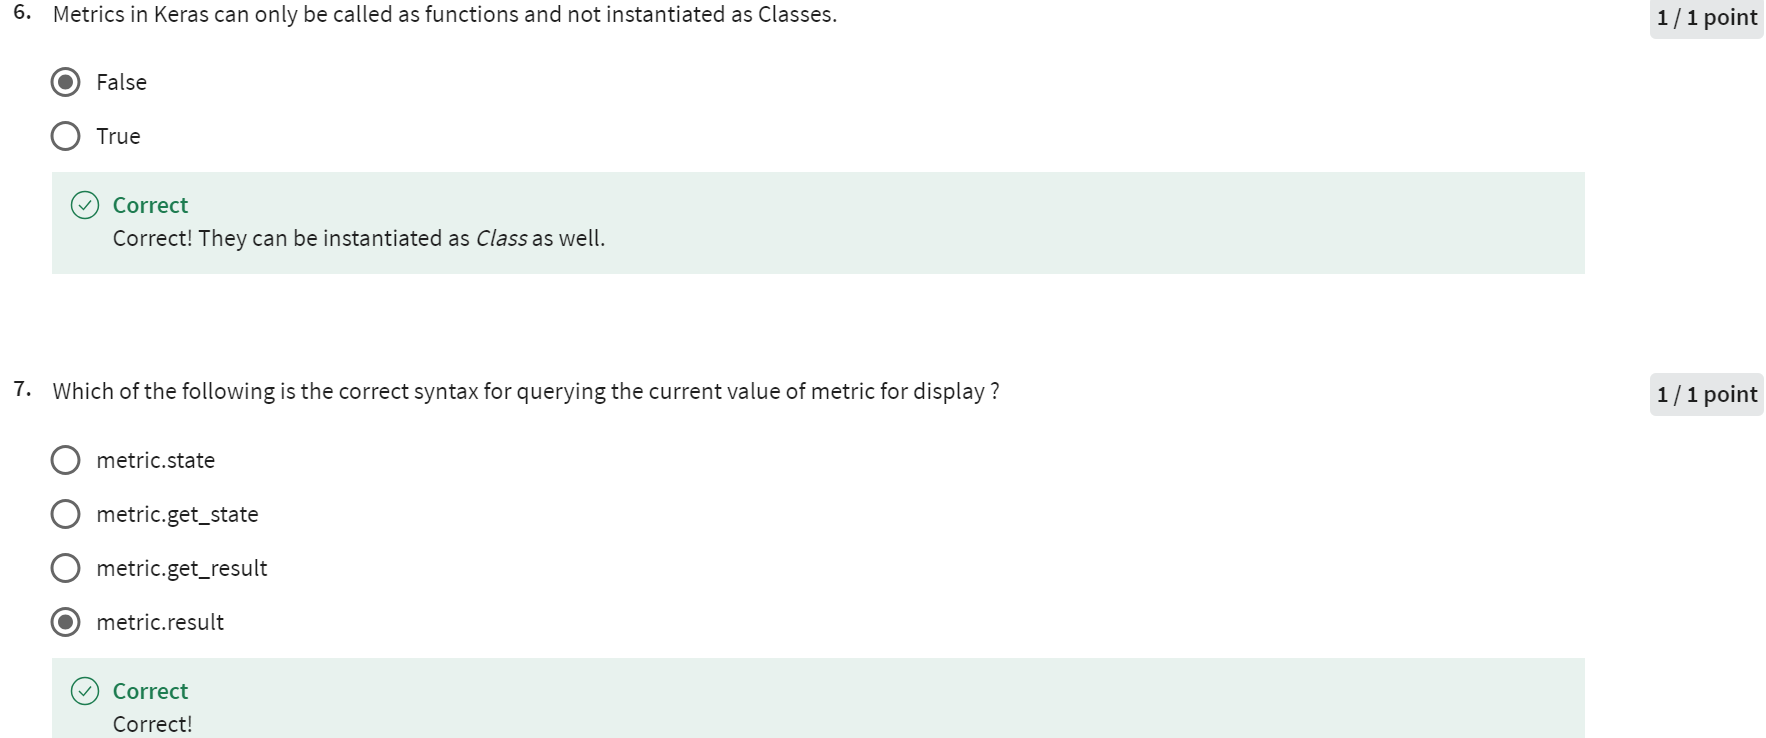 6. Metrics in Keras can only be called as functions and not instantiated as Classes.
1 / 1 point
False
True
Correct
Correct! They can be instantiated as Class as well.
7. Which of the following is the correct syntax for querying the current value of metric for display ?
1 / 1 point
metric.state
metric.get_state
metric.get_result
metric.result
Correct
Correct!